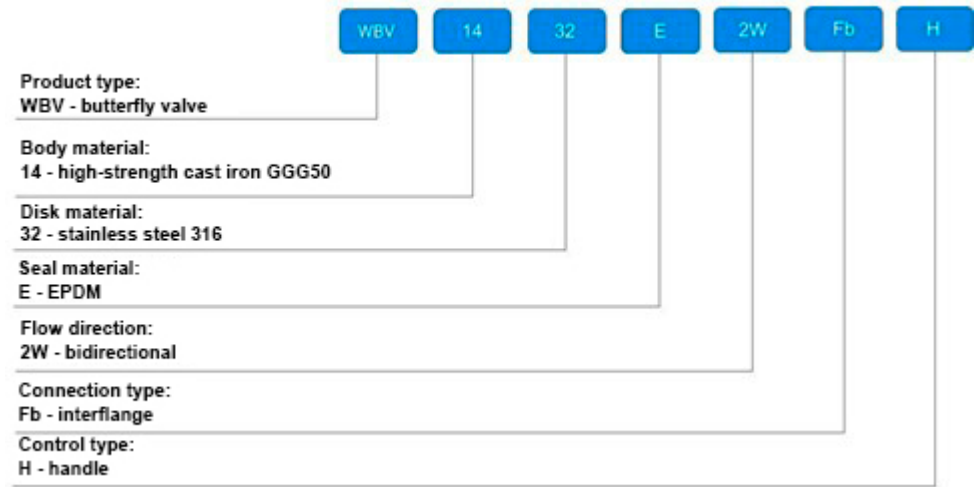 WBV 14 32 E 2W Fb H
Product type:
WBV - butterfly valve
Body material:
14 - high-strength cast iron GGG50
Disk material:
32 - stainless steel 316
Seal material:
E - EPDM
Flow direction:
2W - bidirectional
Connection type:
Fb - interflange
Control type:
H - handle